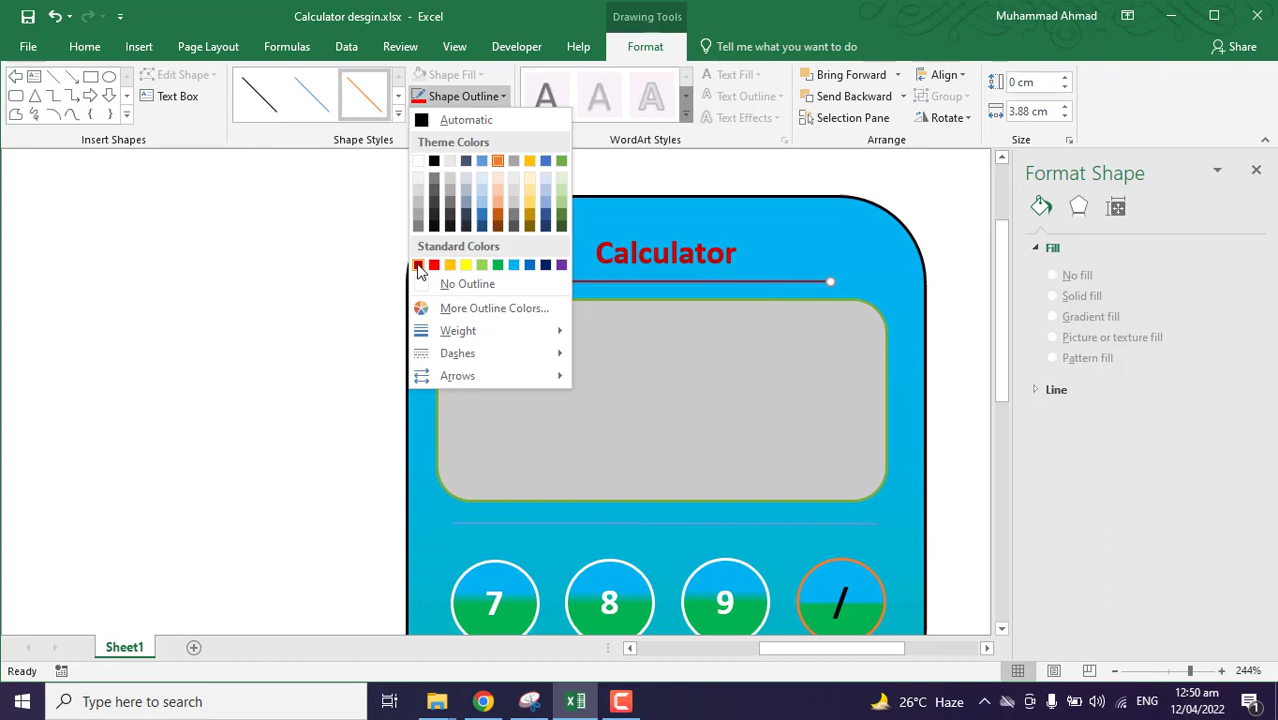 Calculator desgin.xlsx - Excel
Drawing Tools
Muhammad Ahmad
File Home Insert Page Layout Formulas Data Review View Developer Help Format Tell me what you want to do Share
Edit Shape
Text Box
Insert Shapes
Shape Styles
Shape Fill
Shape Outline
A A A
Text Fill
Text Outline
Text Effects
WordArt Styles
Bring Forward
Send Backward
Selection Pane
Align
Group
Rotate
Arrange
0 cm
3.88 cm
Size
Automatic
Theme Colors
Standard Colors
No Outline
More Outline Colors...
Weight
Dashes
Arrows
Calculator
7 8 9 /
Format Shape
Fill
No fill
Solid fill
Gradient fill
Picture or texture fill
Pattern fill
Line
Sheet1
Ready
244%
Type here to search
26°C Haze
ENG
12:50 am
12/04/2022
1